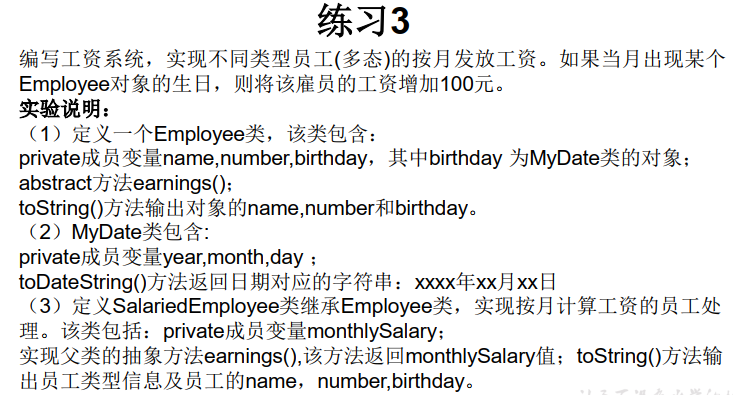 练习3
编写工资系统，实现不同类型员工(多态)的按月发放工资。如果当月出现某个
Employee对象的生日，则将该雇员的工资增加100元。
实验说明：
（1）定义一个Employee类，该类包含：
private成员变量name,number,birthday，其中birthday 为MyDate类的对象；
abstract方法earnings()；
toString()方法输出对象的name,number和birthday。
（2）MyDate类包含:
private成员变量year,month,day ；
toDateString()方法返回日期对应的字符串：xxxx年xx月xx日
（3）定义SalariedEmployee类继承Employee类，实现按月计算工资的员工处
理。该类包括：private成员变量monthlySalary；
实现父类的抽象方法earnings(),该方法返回monthlySalary值；toString()方法输
出员工类型信息及员工的name，number,birthday。